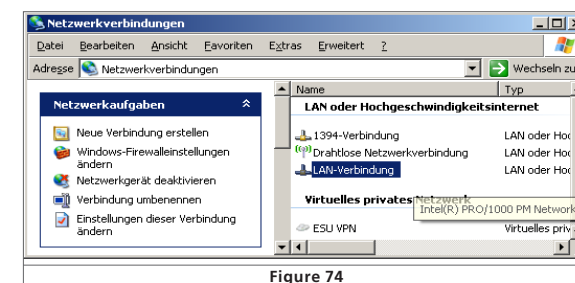 Netzwerkverbindungen
Datei Bearbeiten Ansicht Favoriten Extras Erweitert ?
Adresse Netzwerkverbindungen Wechseln zu
Name Typ
Netzwerkaufgaben
LAN oder Hochgeschwindigkeitsinternet
Neue Verbindung erstellen
1394-Verbindung LAN oder Hoc
Windows-Firewalleinstellungen
ändern
Drahtlose Netzwerkverbindung LAN oder Hoc
Netzwerkgerät deaktivieren
LAN-Verbindung LAN oder Hoc
Verbindung umbenennen
Virtuelles privates Netzwerk
Intel(R) PRO/1000 PM Network
Einstellungen dieser Verbindung
ändern
ESU VPN Virtuelles priv
Figure 74